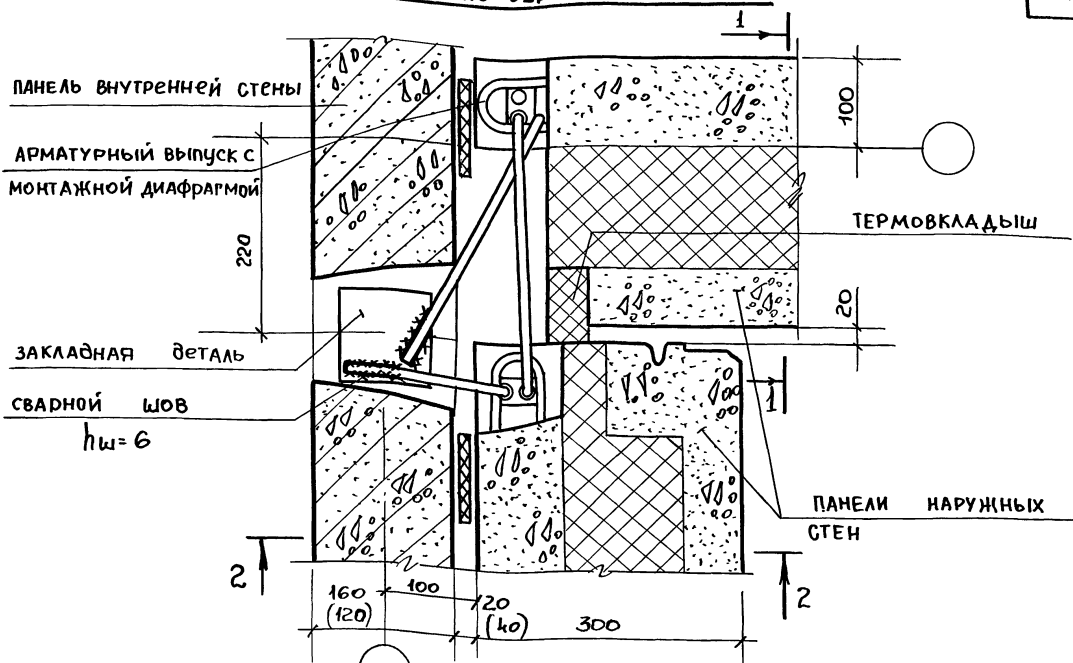 1
ПАНЕЛЬ ВНУТРЕННЕЙ СТЕНЫ
100
АРМАТУРНЫЙ ВЫПУСК С
МОНТАЖНОЙ ДИАФРАГМОЙ
ТЕРМОВКЛАДЫШ
220
20
ЗАКЛАДНАЯ ДЕТАЛЬ
1
СВАРНОЙ ШОВ
hш=6
ПАНЕЛИ НАРУЖНЫХ
СТЕН
2
2
160
(120)
100
20
(40)
300